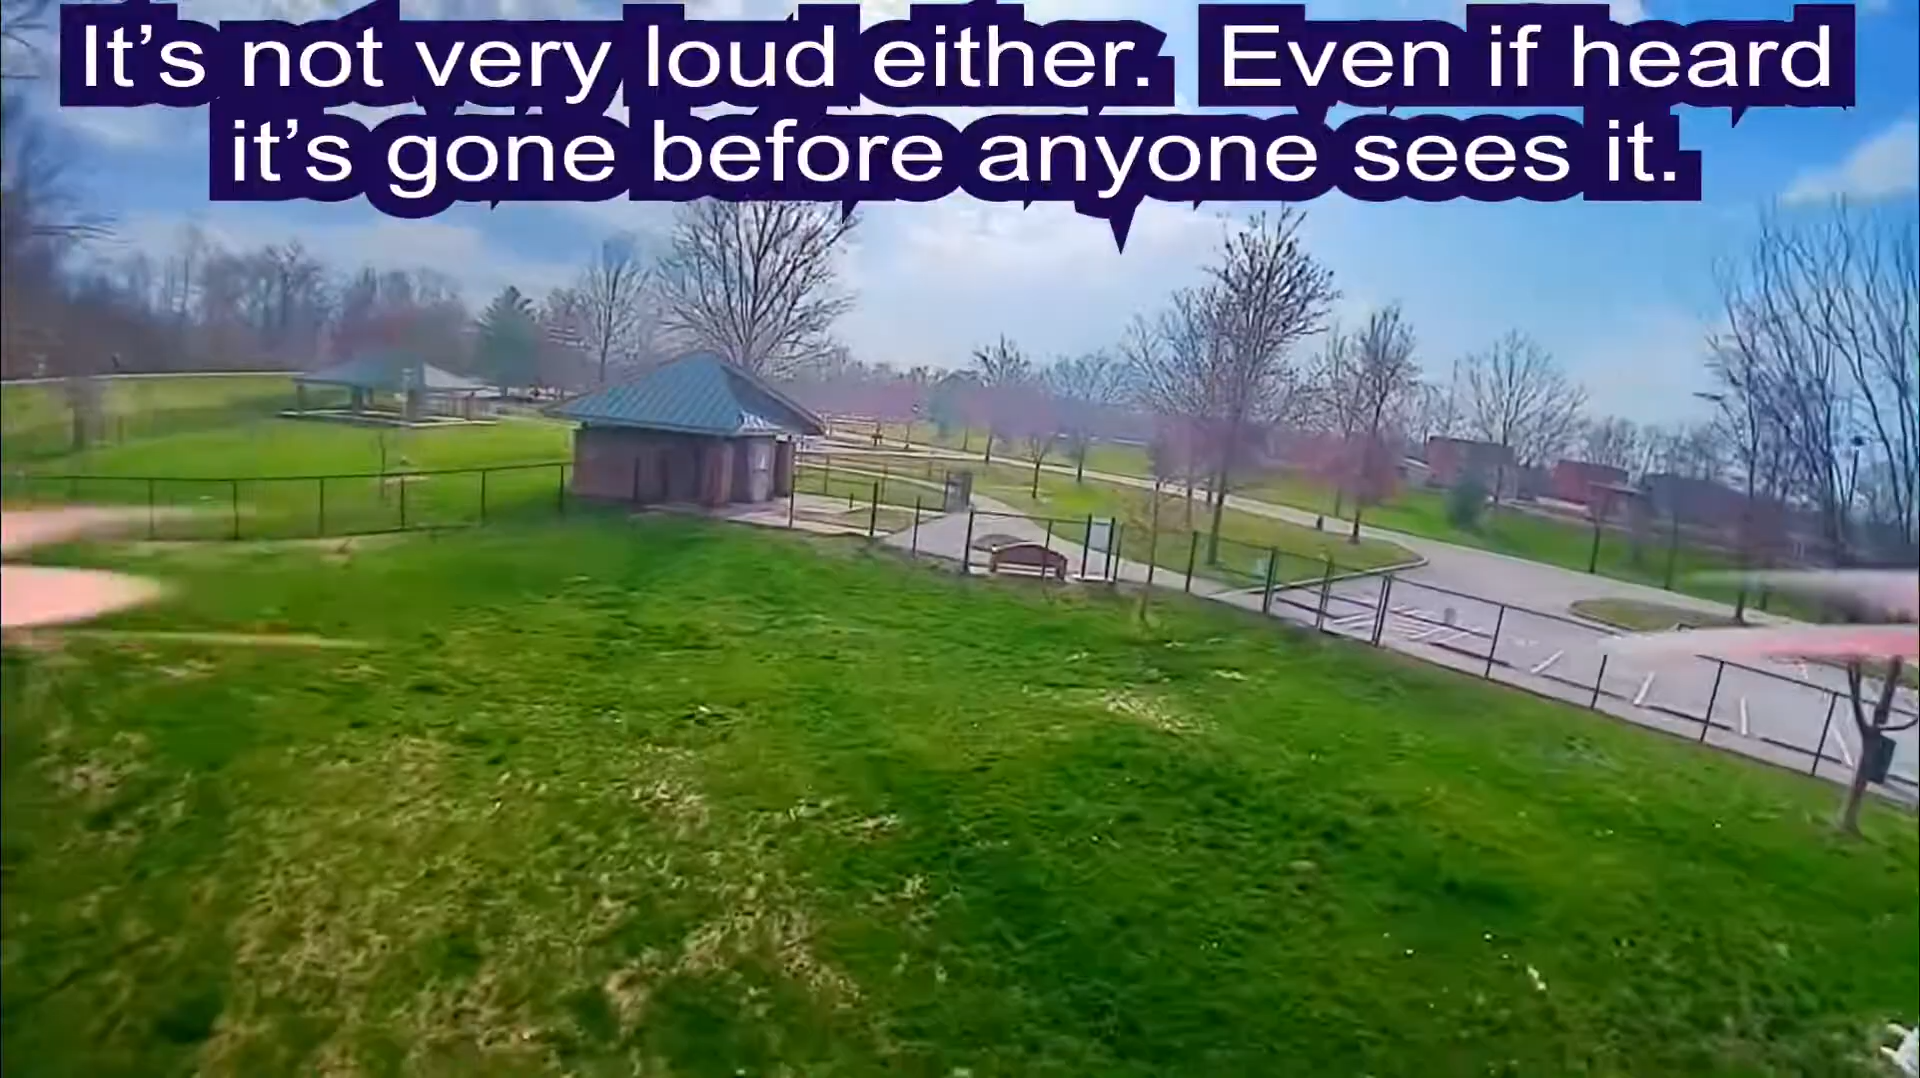 It’s not very loud either.  Even if heard
it’s gone before anyone sees it.